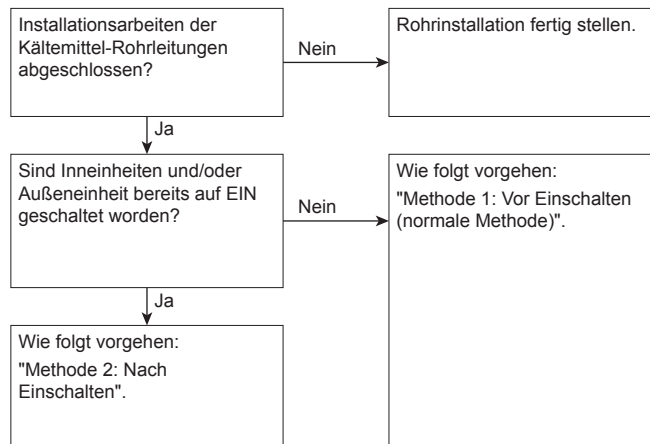 Installationsarbeiten der
Kältemittel-Rohrleitungen
abgeschlossen?
Nein
Rohrinstallation fertig stellen.
Ja
Sind Inneinheiten und/oder
Außeneinheit bereits auf EIN
geschaltet worden?
Nein
Wie folgt vorgehen:
"Methode 1: Vor Einschalten
(normale Methode)".
Ja
Wie folgt vorgehen:
"Methode 2: Nach
Einschalten".